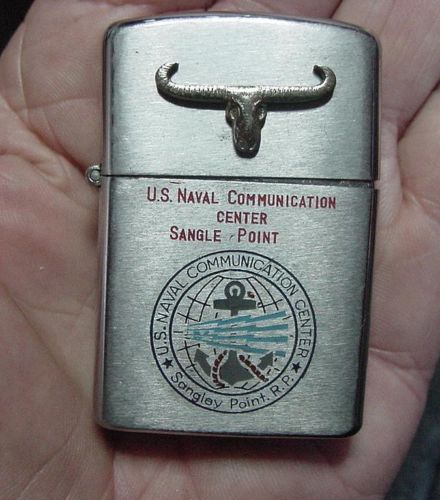 U.S. NAVAL COMMUNICATION
CENTER
SANGLE POINT
U.S. NAVAL COMMUNICATION CENTER
Sangley Point, R.P.